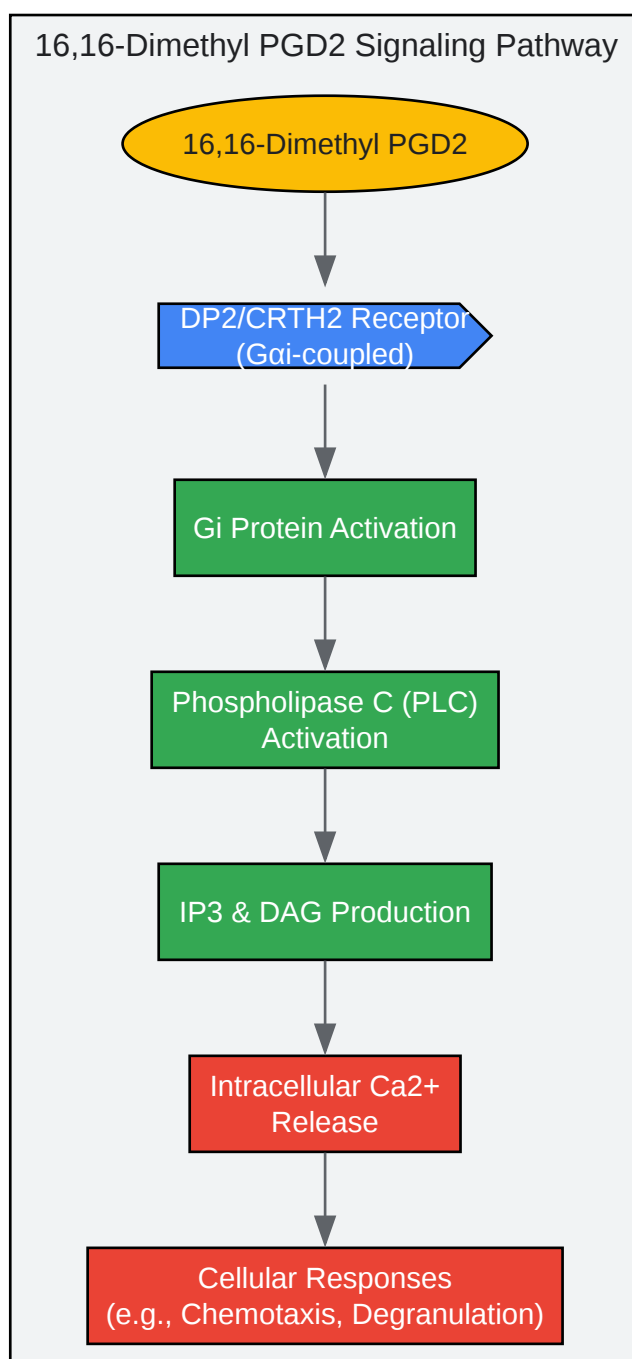 16,16-Dimethyl PGD2 Signaling Pathway
16,16-Dimethyl PGD2
DP2/CRTH2 Receptor
(Gαi-coupled)
Gi Protein Activation
Phospholipase C (PLC)
Activation
IP3 & DAG Production
Intracellular Ca2+
Release
Cellular Responses
(e.g., Chemotaxis, Degranulation)